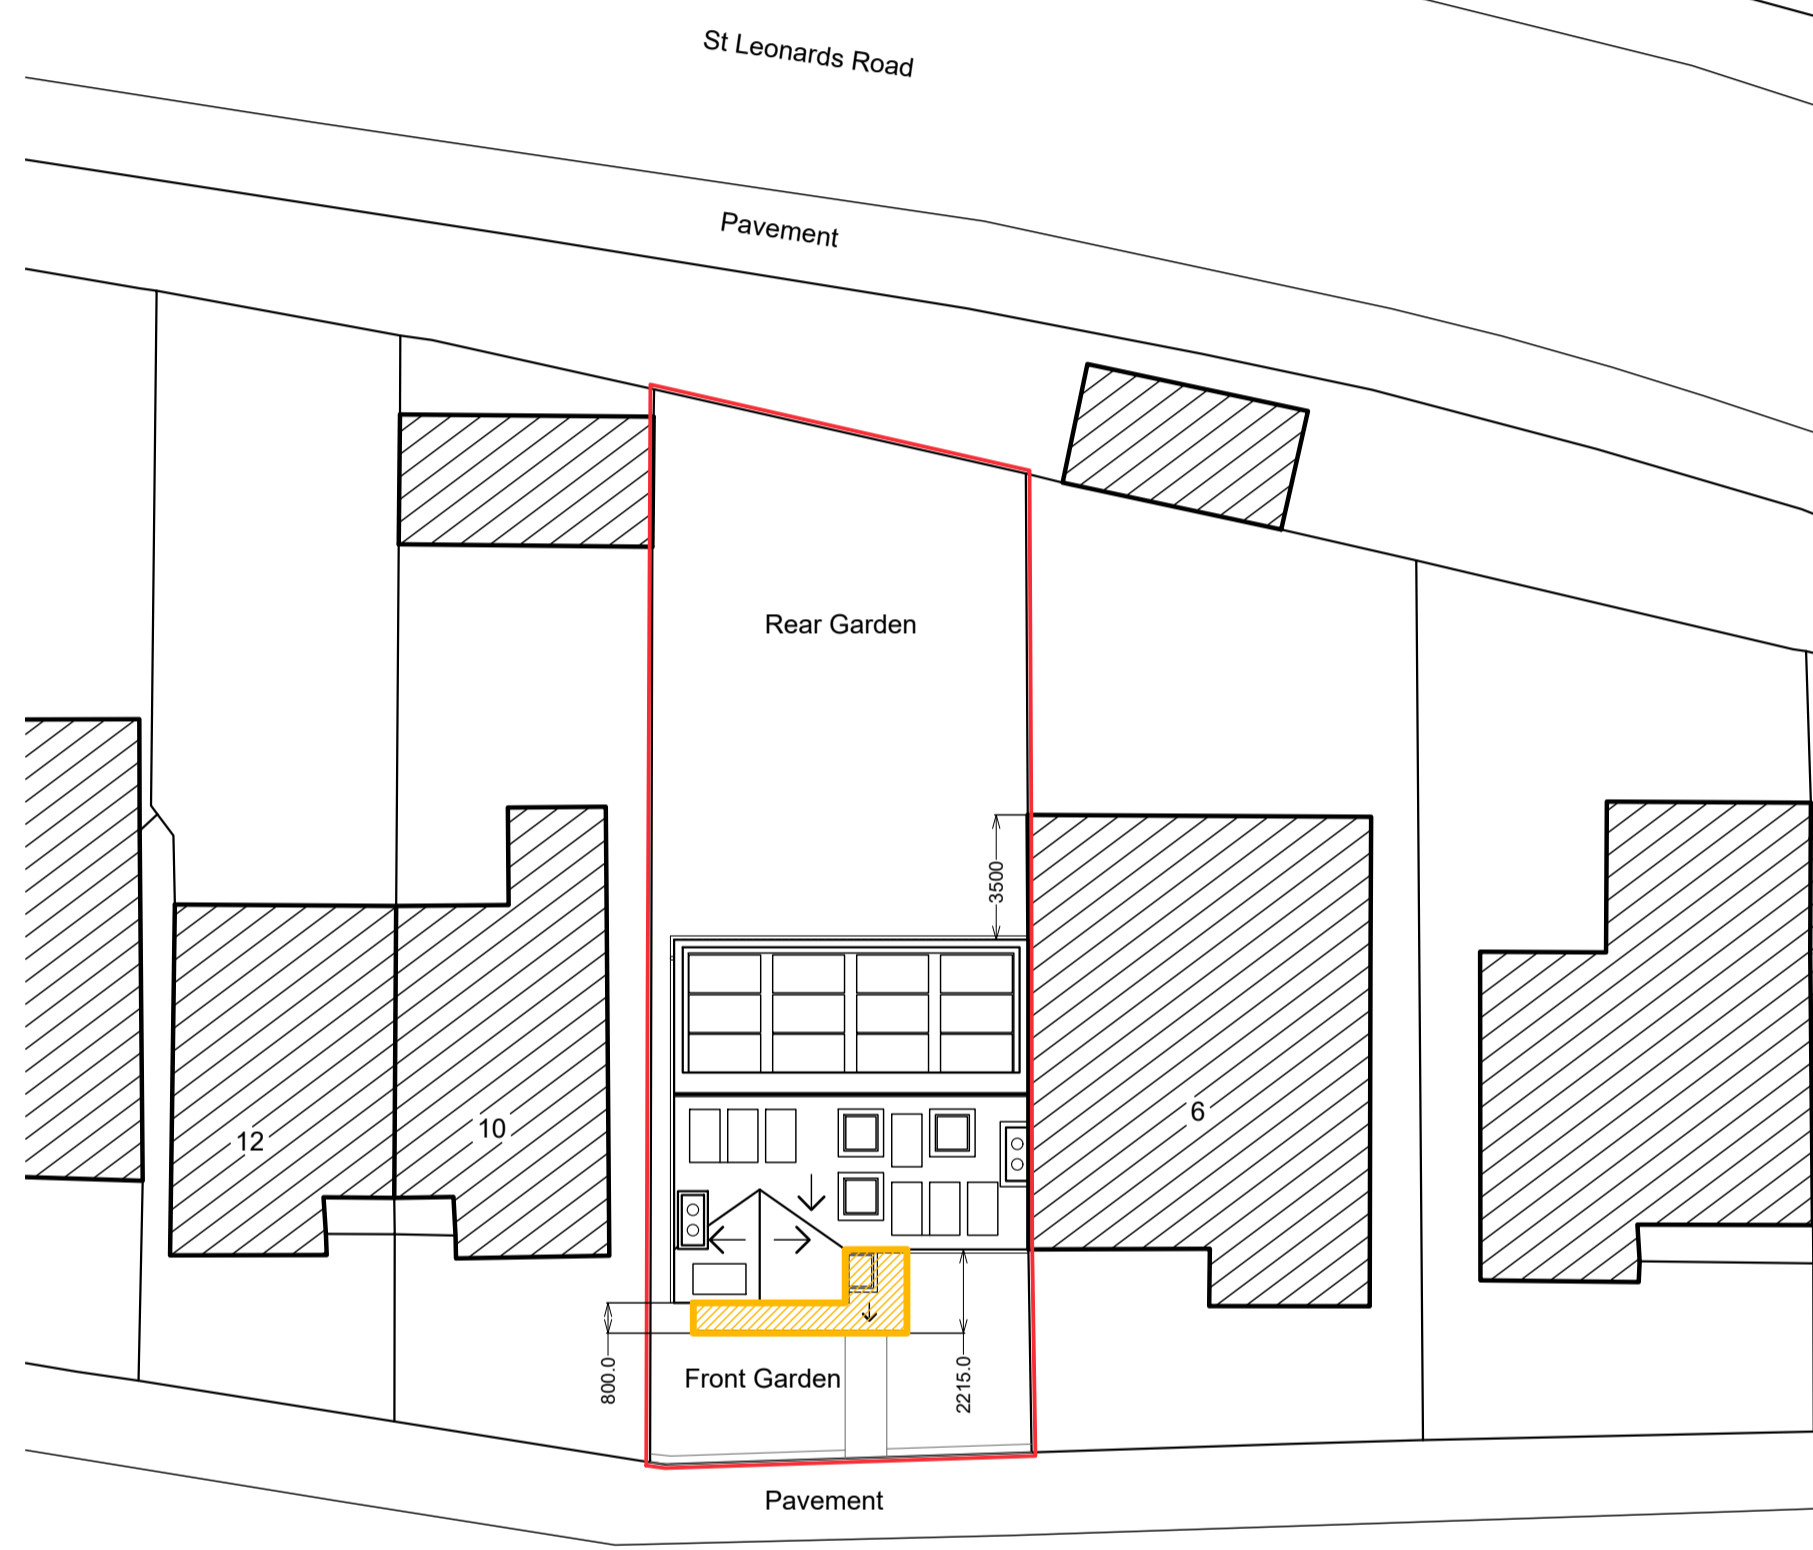 St Leonards Road
Pavement
Rear Garden
3500
6
12
10
800.0
Front Garden
2215.0
Pavement